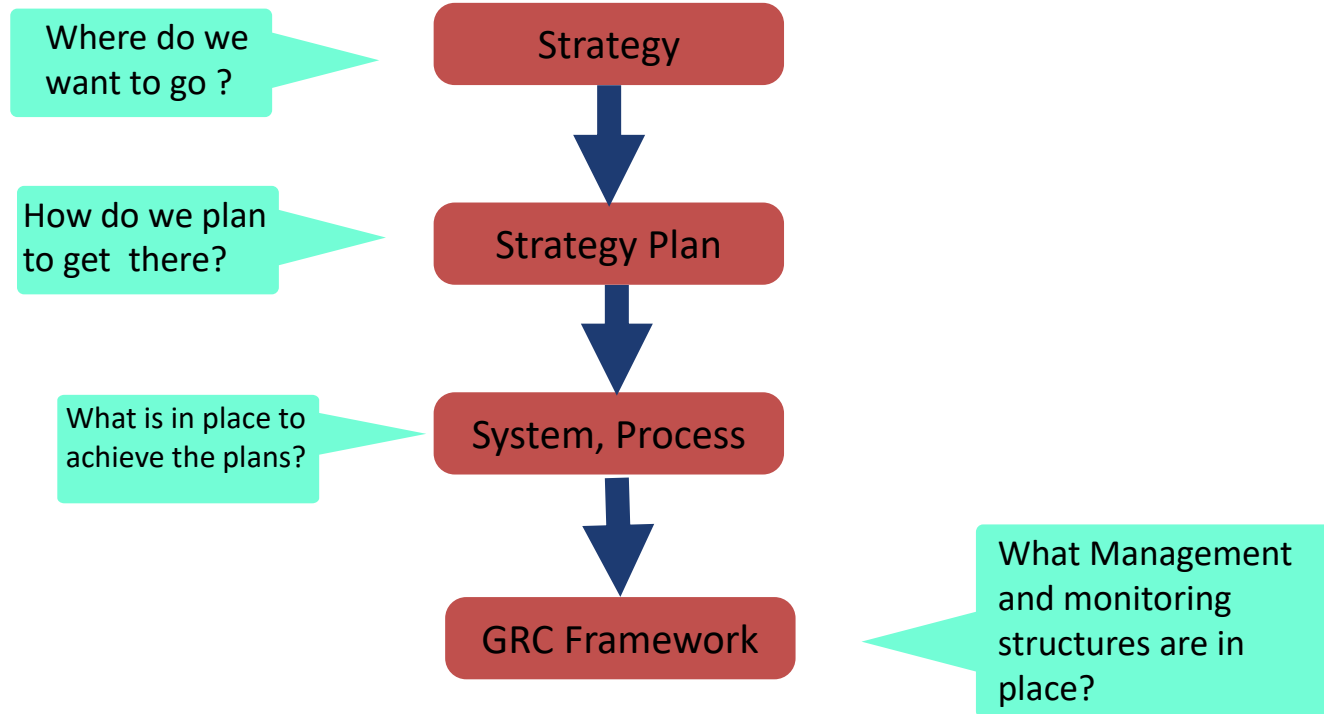 Where do we
want to go ?
Strategy
How do we plan
to get  there?
Strategy Plan
What is in place to
achieve the plans?
System, Process
GRC Framework
What Management
and monitoring
structures are in
place?